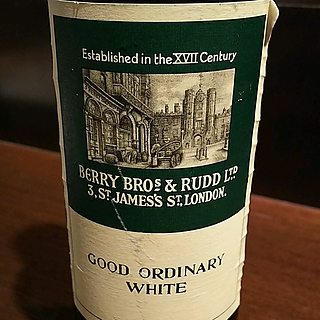 Established in the XVII Century
BERRY BROS & RUDD LTD
3, ST JAMES'S ST, LONDON.
GOOD ORDINARY
WHITE